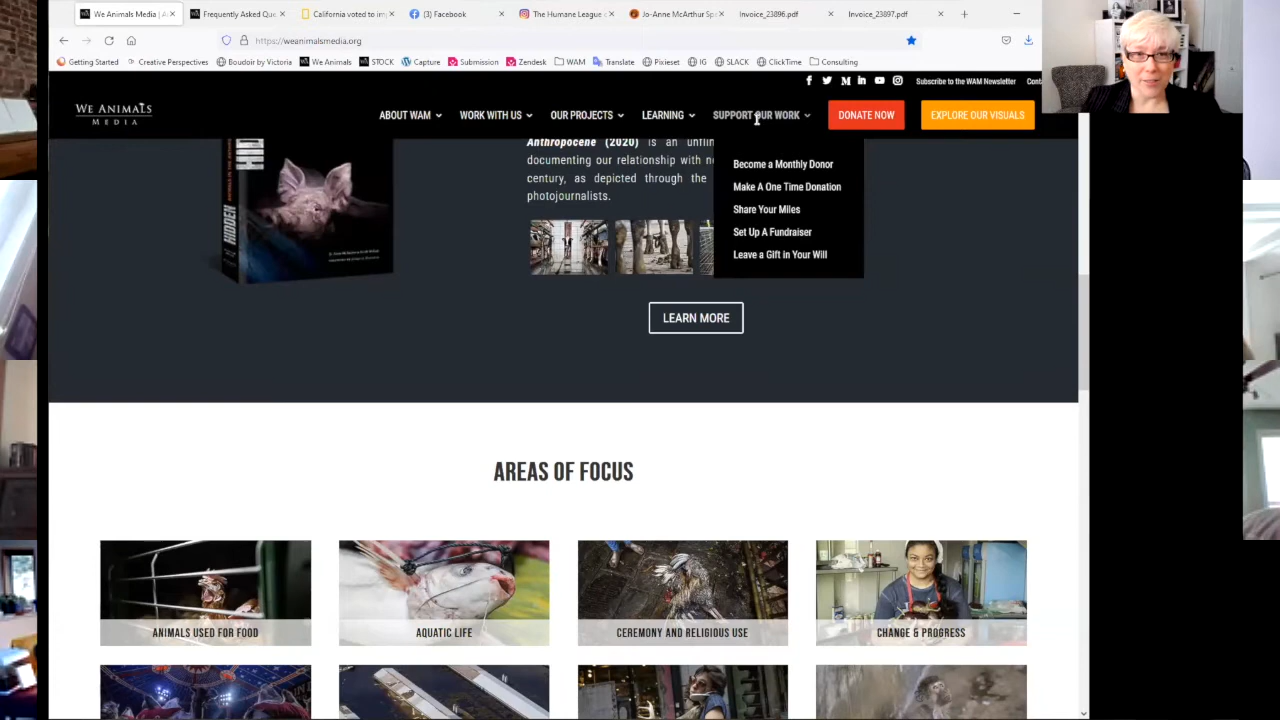 We Animals Media | A
Frequently Asked Que
California voted to im
(3) Facebook
The Humane League
Jo-Anne McArthur Sp
Invoice_23896.pdf
Invoice_23897.pdf
https://weanimalsmedia.org
Getting Started
Creative Perspectives
Boudoir by Victoria
We Animals
STOCK
Capture
Submission
Zendesk
WAM
Translate
Pixieset
IG
SLACK
ClickTime
Consulting
Subscribe to the WAM Newsletter
Cont
WE ANIMALS
MEDIA
ABOUT WAM
WORK WITH US
OUR PROJECTS
LEARNING
SUPPORT OUR WORK
DONATE NOW
EXPLORE OUR VISUALS
Anthropocene (2020) is an unflin
documenting our relationship with no
century, as depicted through the
photojournalists.
Become a Monthly Donor
Make A One Time Donation
Share Your Miles
Set Up A Fundraiser
Leave a Gift in Your Will
HIDDEN
LEARN MORE
AREAS OF FOCUS
ANIMALS USED FOR FOOD
AQUATIC LIFE
CEREMONY AND RELIGIOUS USE
CHANGE & PROGRESS